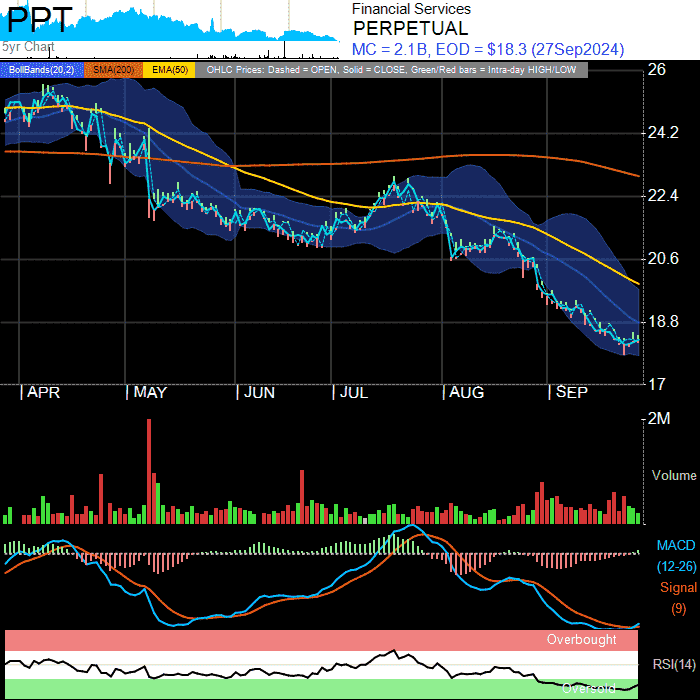 PPT
5yr Chart
Financial Services
PERPETUAL
MC = 2.1B, EOD = $18.3 (27Sep2024)
BollBands(20,2) SMA(200) EMA(50) OHLC Prices: Dashed = OPEN, Solid = CLOSE, Green/Red bars = Intra-day HIGH/LOW
26
24.2
22.4
20.6
18.8
17
APR MAY JUN JUL AUG SEP
2M
Volume
MACD
(12-26)
Signal
(9)
Overbought
RSI(14)
Oversold